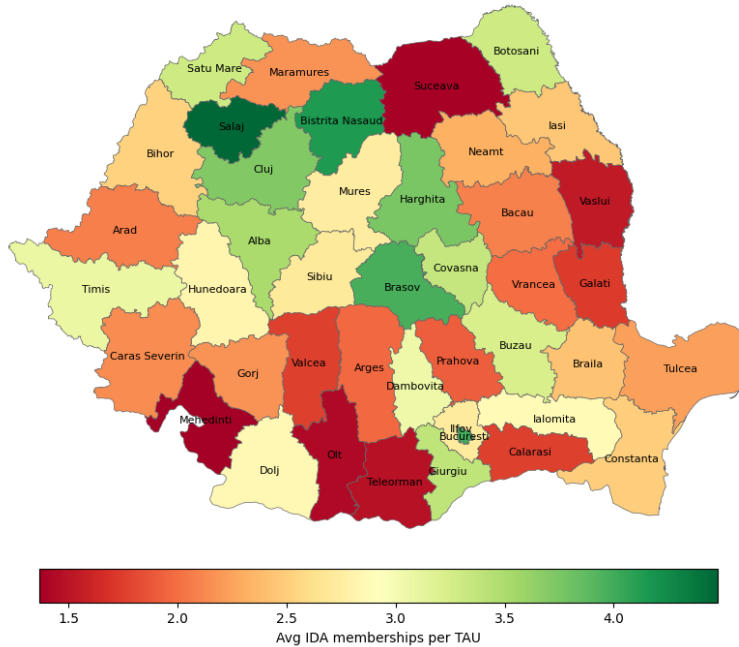 Botosani
Satu Mare
Maramures
Suceava
Salaj
Bistrita Nasaud
Iasi
Bihor
Neamt
Cluj
Mures
Harghita
Vaslui
Bacau
Arad
Alba
Covasna
Sibiu
Timis
Hunedoara
Brasov
Vrancea
Galati
Buzau
Caras Severin
Prahova
Valcea
Arges
Braila
Tulcea
Gorj
Dambovita
Mehedinti
Ialomita
Ilfov
Bucuresti
Olt
Calarasi
Constanta
Dolj
Giurgiu
Teleorman
1.5 2.0 2.5 3.0 3.5 4.0
Avg IDA memberships per TAU